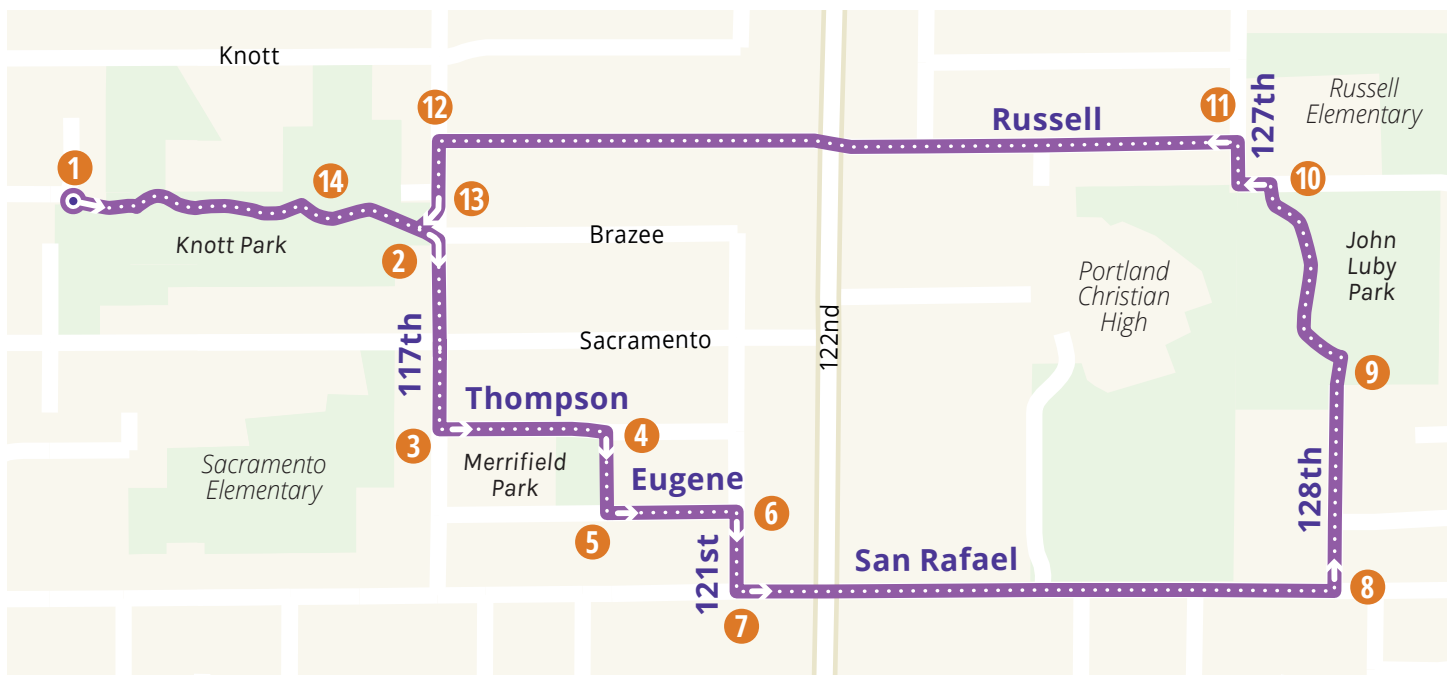 Knott
12
11
127th
Russell
Elementary
Russell
1
14
13
10
Knott Park
2
Brazee
John
Luby
Park
Portland
Christian
High
122nd
Sacramento
117th
9
Thompson
3
4
Merrifield
Park
Sacramento
Elementary
Eugene
5
6
128th
121st
San Rafael
7
8